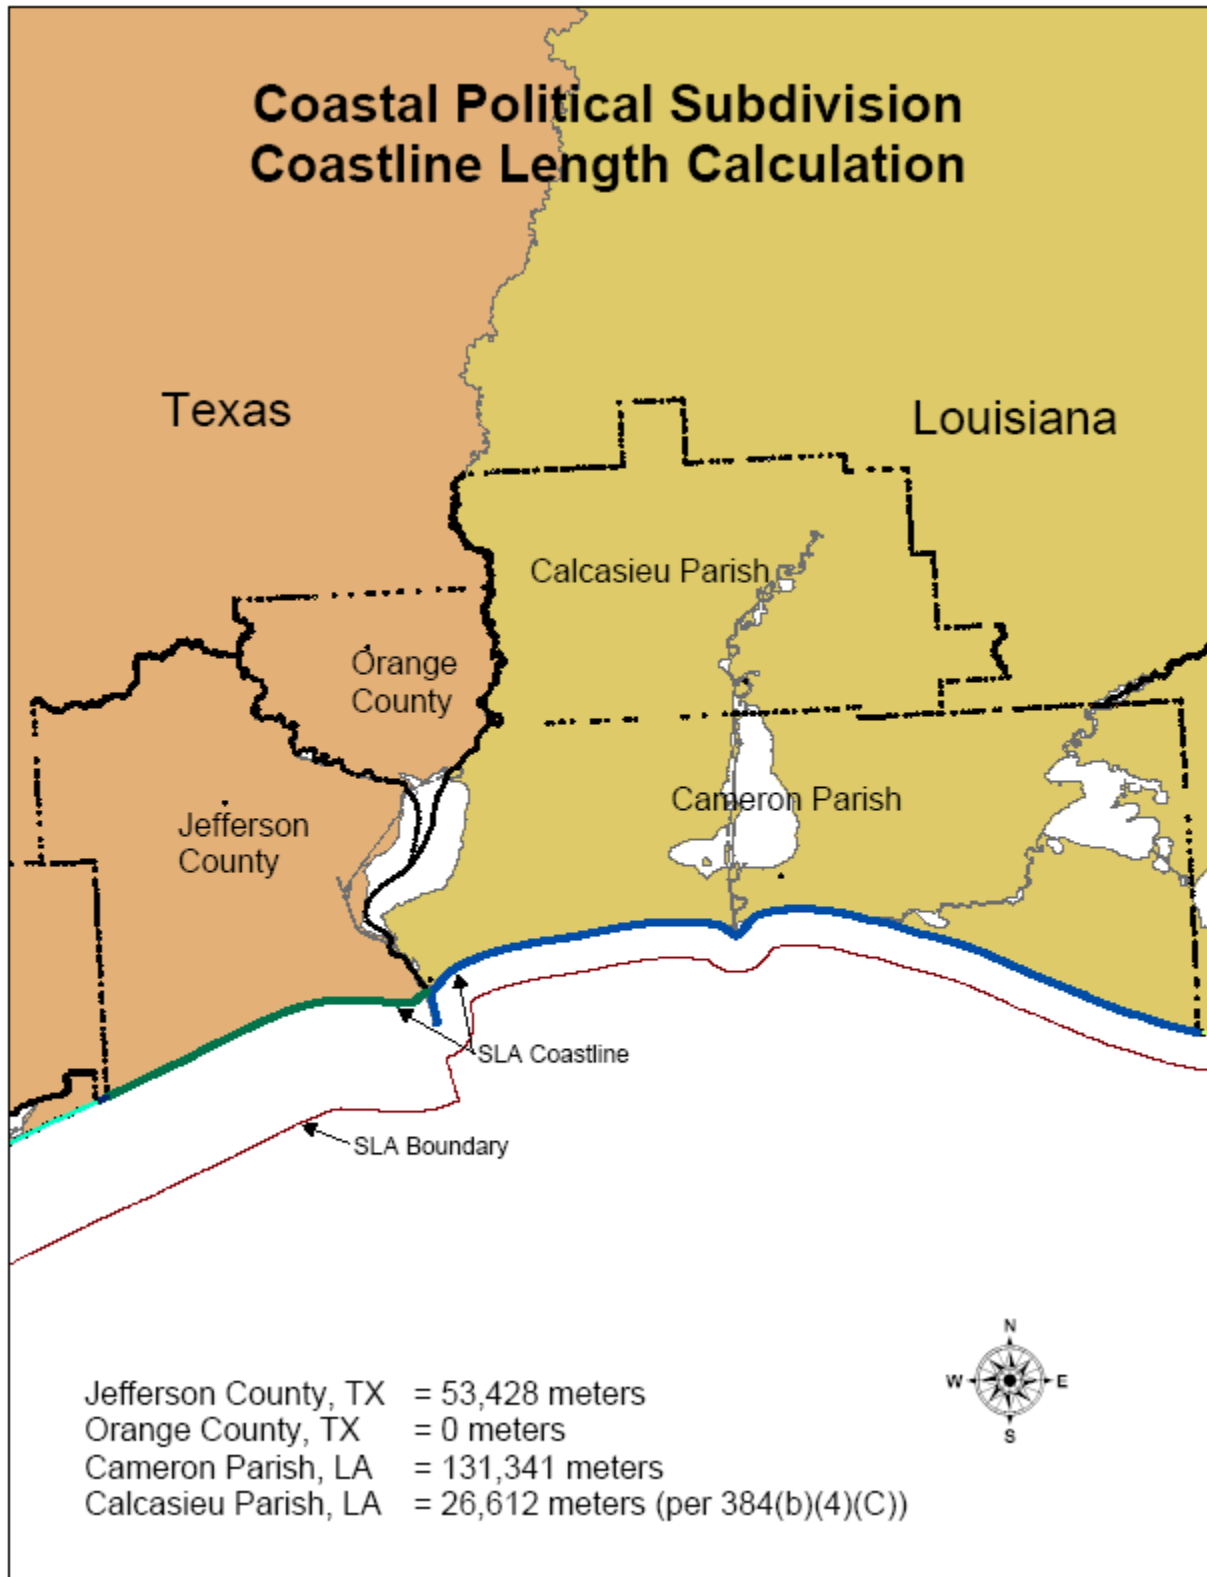 Coastal Political Subdivision
Coastline Length Calculation
Texas
Louisiana
Calcasieu Parish
Orange
County
Cameron Parish
Jefferson
County
SLA Coastline
SLA Boundary
N
W E
S
Jefferson County, TX = 53,428 meters
Orange County, TX = 0 meters
Cameron Parish, LA = 131,341 meters
Calcasieu Parish, LA = 26,612 meters (per 384(b)(4)(C))